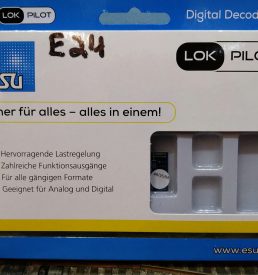 LOK PILOT
Digital Decod
E24
LOK PILOT
su
ner für alles – alles in einem!
Hervorragende Lastregelung
Zahlreiche Funktionsausgänge
Für alle gängigen Formate
Geeignet für Analog und Digital
www.esu